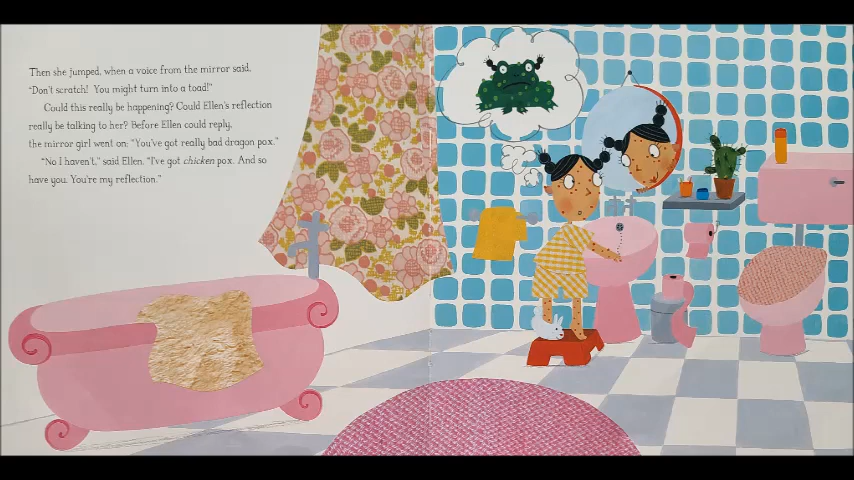 Then she jumped, when a voice from the mirror said,
"Don't scratch! You might turn into a toad!"
Could this really be happening? Could Ellen's reflection
really be talking to her? Before Ellen could reply,
the mirror girl went on: "You've got really bad dragon pox."
"No I haven't," said Ellen. "I've got chicken pox. And so
have you. You're my reflection."